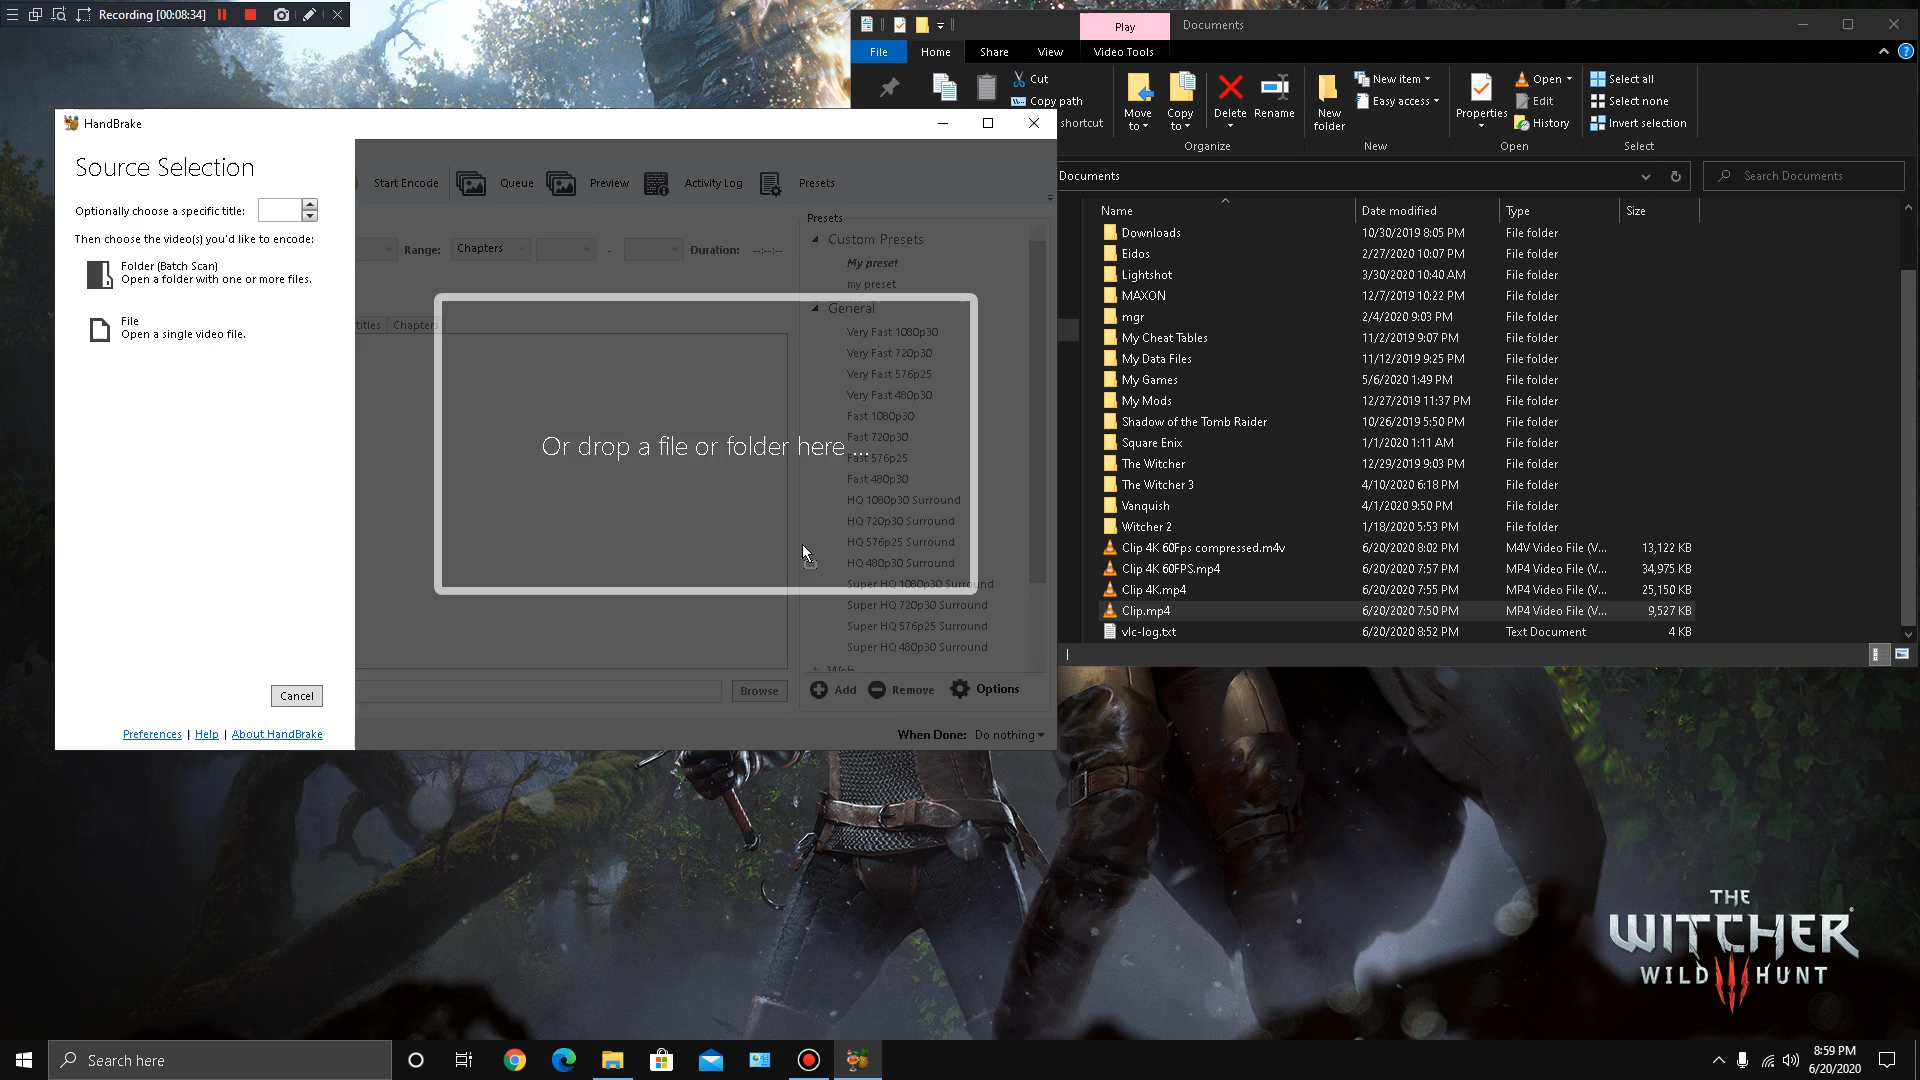 Recording [00:08:34]
Play
Documents
File
Home
Share
View
Video Tools
Cut
Copy path
shortcut
Move to
Copy to
Delete
Rename
New folder
New item
Easy access
Properties
Open
Edit
History
Select all
Select none
Invert selection
Organize
New
Open
Select
Documents
Search Documents
Name
Date modified
Type
Size
Downloads 10/30/2019 8:05 PM File folder
Eidos 2/27/2020 10:07 PM File folder
Lightshot 3/30/2020 10:40 AM File folder
MAXON 12/7/2019 10:22 PM File folder
mgr 2/4/2020 9:03 PM File folder
My Cheat Tables 11/2/2019 9:07 PM File folder
My Data Files 11/12/2019 9:25 PM File folder
My Games 5/6/2020 1:49 PM File folder
My Mods 12/27/2019 11:37 PM File folder
Shadow of the Tomb Raider 10/26/2019 5:50 PM File folder
Square Enix 1/1/2020 1:11 AM File folder
The Witcher 12/29/2019 9:03 PM File folder
The Witcher 3 4/10/2020 6:18 PM File folder
Vanquish 4/1/2020 9:50 PM File folder
Witcher 2 1/18/2020 5:53 PM File folder
Clip 4K 60Fps compressed.m4v 6/20/2020 8:02 PM M4V Video File (V... 13,122 KB
Clip 4K 60FPS.mp4 6/20/2020 7:57 PM MP4 Video File (V... 34,975 KB
Clip 4K.mp4 6/20/2020 7:55 PM MP4 Video File (V... 25,150 KB
Clip.mp4 6/20/2020 7:50 PM MP4 Video File (V... 9,527 KB
vlc-log.txt 6/20/2020 8:52 PM Text Document 4 KB
HandBrake
Source Selection
Optionally choose a specific title:
Then choose the video(s) you'd like to encode:
Folder (Batch Scan)
Open a folder with one or more files.
File
Open a single video file.
Cancel
Preferences | Help | About HandBrake
Start Encode
Queue
Preview
Activity Log
Presets
Range:
Chapters
-
Duration:
--:--:--
titles
Chapters
Or drop a file or folder here ...
Browse
Presets
Custom Presets
My preset
my preset
General
Very Fast 1080p30
Very Fast 720p30
Very Fast 576p25
Very Fast 480p30
Fast 1080p30
Fast 720p30
Fast 576p25
Fast 480p30
HQ 1080p30 Surround
HQ 720p30 Surround
HQ 576p25 Surround
HQ 480p30 Surround
Super HQ 1080p30 Surround
Super HQ 720p30 Surround
Super HQ 576p25 Surround
Super HQ 480p30 Surround
Web
Add
Remove
Options
When Done: Do nothing
THE
WITCHER
WILD HUNT
Search here
8:59 PM
6/20/2020